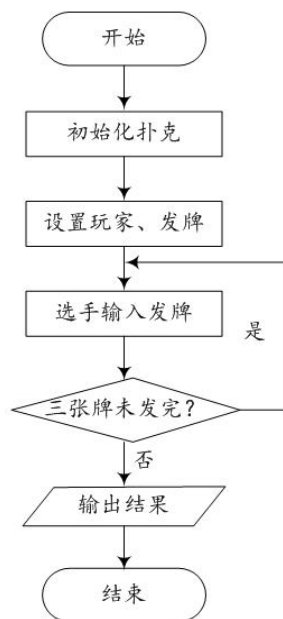 开始
初始化扑克
设置玩家、发牌
选手输入发牌
是
三张牌未发完?
否
输出结果
结束